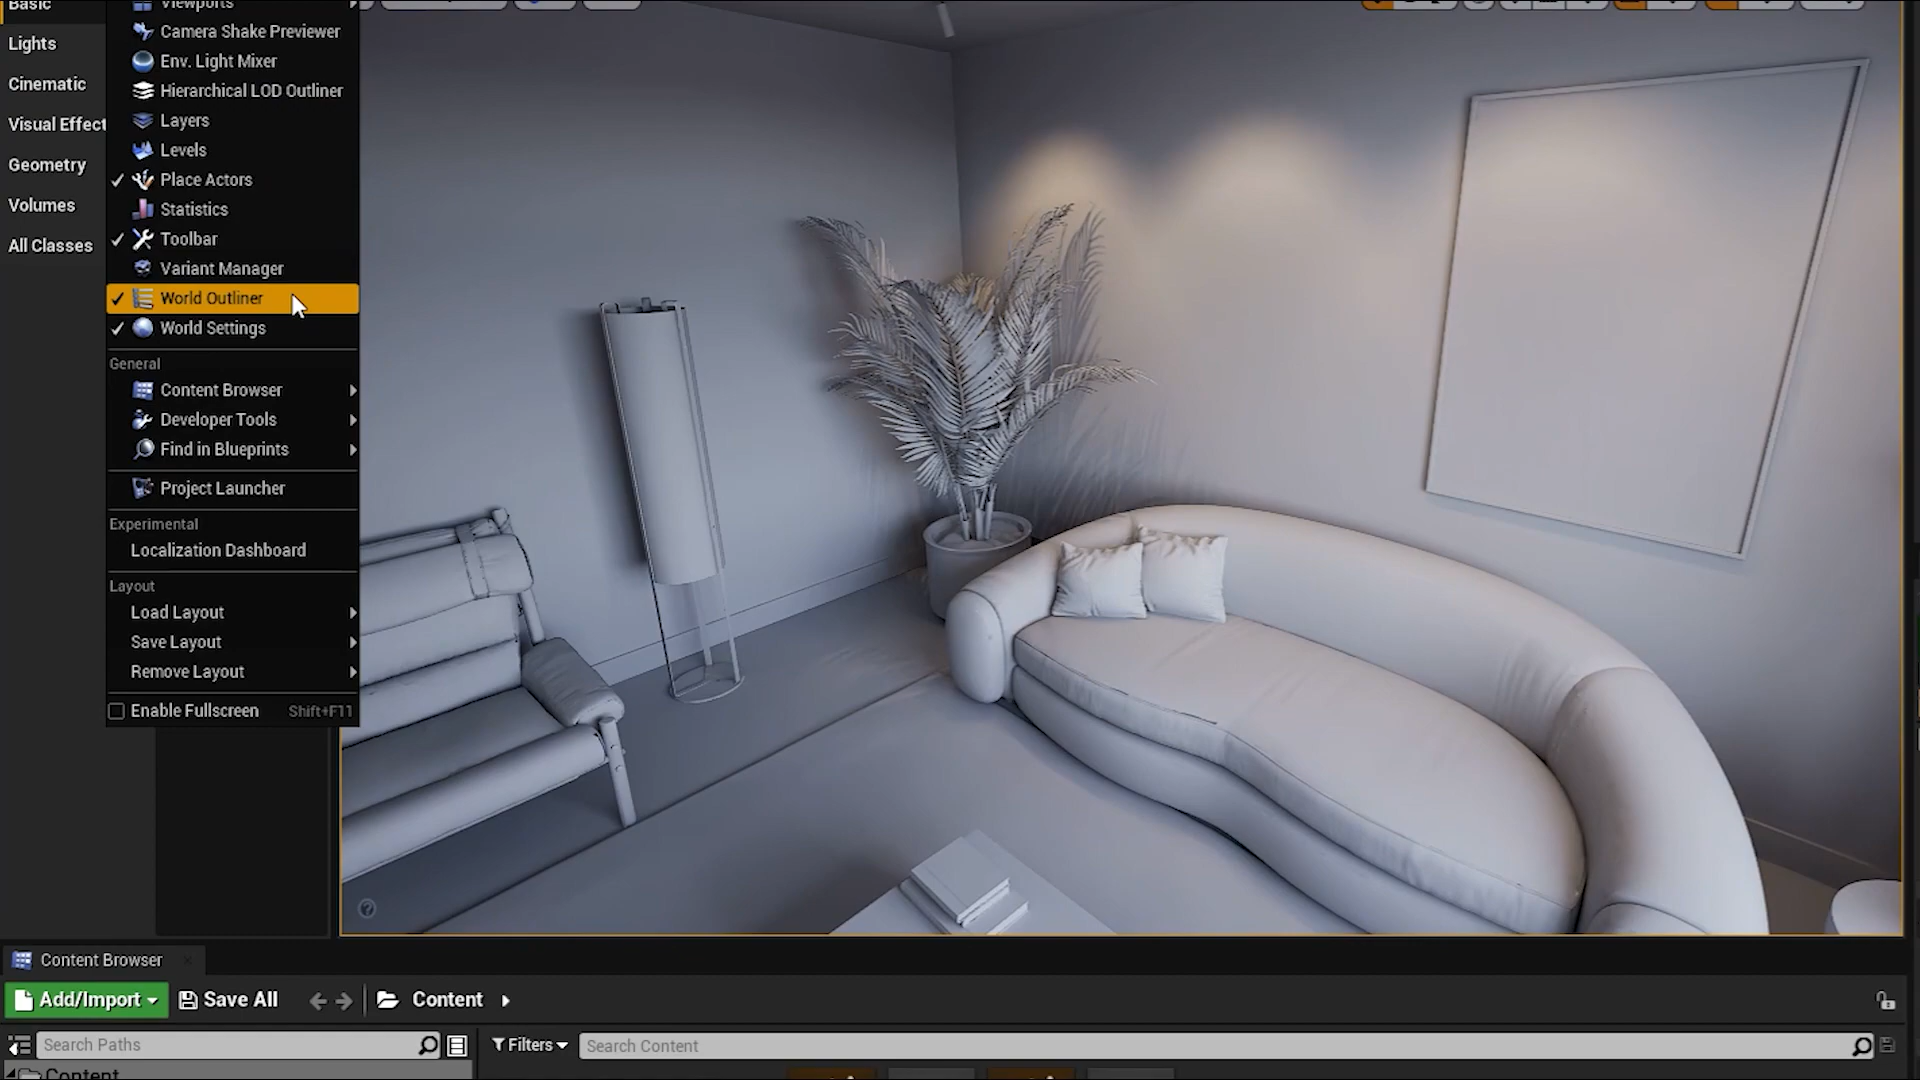 Basic
Lights
Cinematic
Visual Effect
Geometry
Volumes
All Classes
Viewports
Camera Shake Previewer
Env. Light Mixer
Hierarchical LOD Outliner
Layers
Levels
Place Actors
Statistics
Toolbar
Variant Manager
World Outliner
World Settings
General
Content Browser
Developer Tools
Find in Blueprints
Project Launcher
Experimental
Localization Dashboard
Layout
Load Layout
Save Layout
Remove Layout
Enable Fullscreen Shift+F11
Content Browser
Add/Import Save All Content
Search Paths Filters Search Content
Content